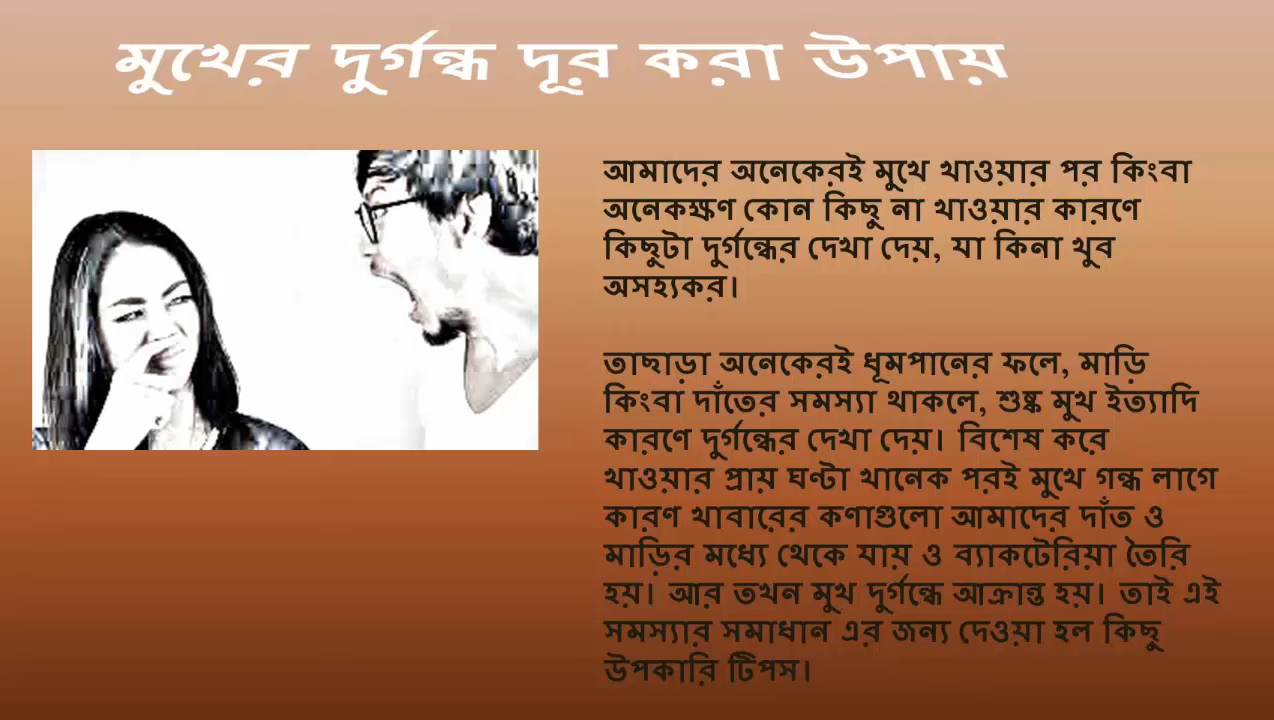 মুখের দুর্গন্ধ দূর করা উপায়
আমাদের অনেকেরই মুখে খাওয়ার পর কিংবা
অনেকক্ষণ কোন কিছু না খাওয়ার কারণে
কিছুটা দুর্গন্ধের দেখা দেয়, যা কিনা খুব
অসহ্যকর।
তাছাড়া অনেকেরই ধূমপানের ফলে, মাড়ি
কিংবা দাঁতের সমস্যা থাকলে, শুষ্ক মুখ ইত্যাদি
কারণে দুর্গন্ধের দেখা দেয়। বিশেষ করে
খাওয়ার প্রায় ঘণ্টা খানেক পরই মুখে গন্ধ লাগে
কারণ খাবারের কণাগুলো আমাদের দাঁত ও
মাড়ির মধ্যে থেকে যায় ও ব্যাকটেরিয়া তৈরি
হয়। আর তখন মুখ দুর্গন্ধে আক্রান্ত হয়। তাই এই
সমস্যার সমাধান এর জন্য দেওয়া হল কিছু
উপকারি টিপস।